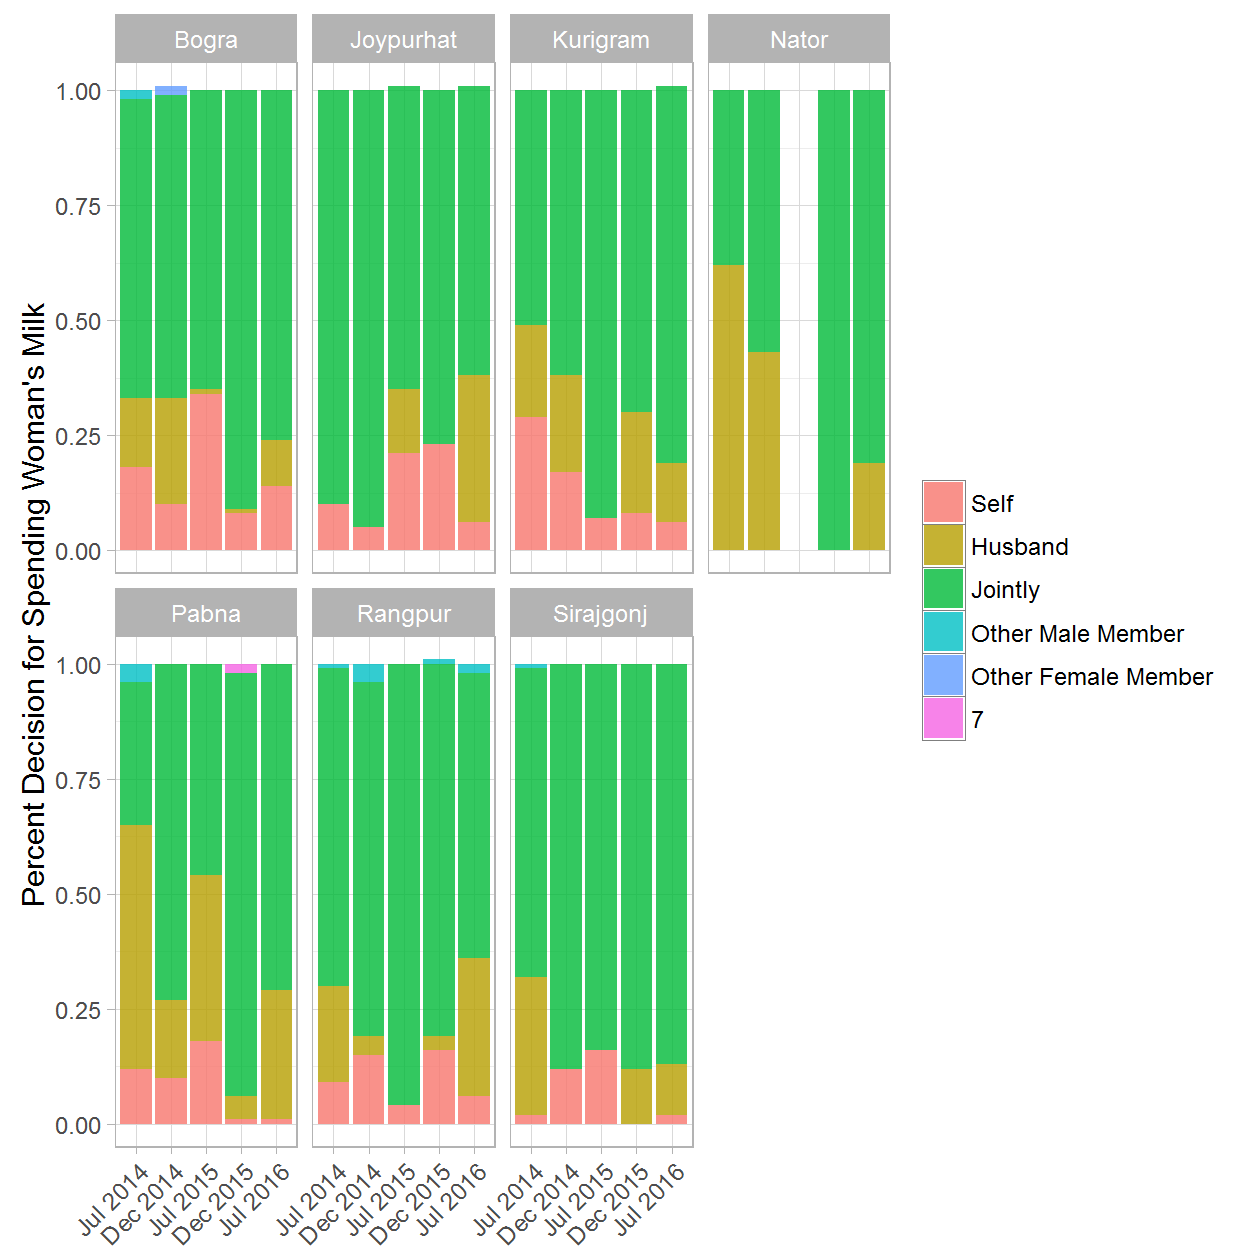 Percent Decision for Spending Woman's Milk
Bogra
Joypurhat
Kurigram
Nator
1.00
0.75
0.50
0.25
0.00
Pabna
Rangpur
Sirajgonj
1.00
0.75
0.50
0.25
0.00
Jul 2014
Dec 2014
Jul 2015
Dec 2015
Jul 2016
Jul 2014
Dec 2014
Jul 2015
Dec 2015
Jul 2016
Jul 2014
Dec 2014
Jul 2015
Dec 2015
Jul 2016
Self
Husband
Jointly
Other Male Member
Other Female Member
7